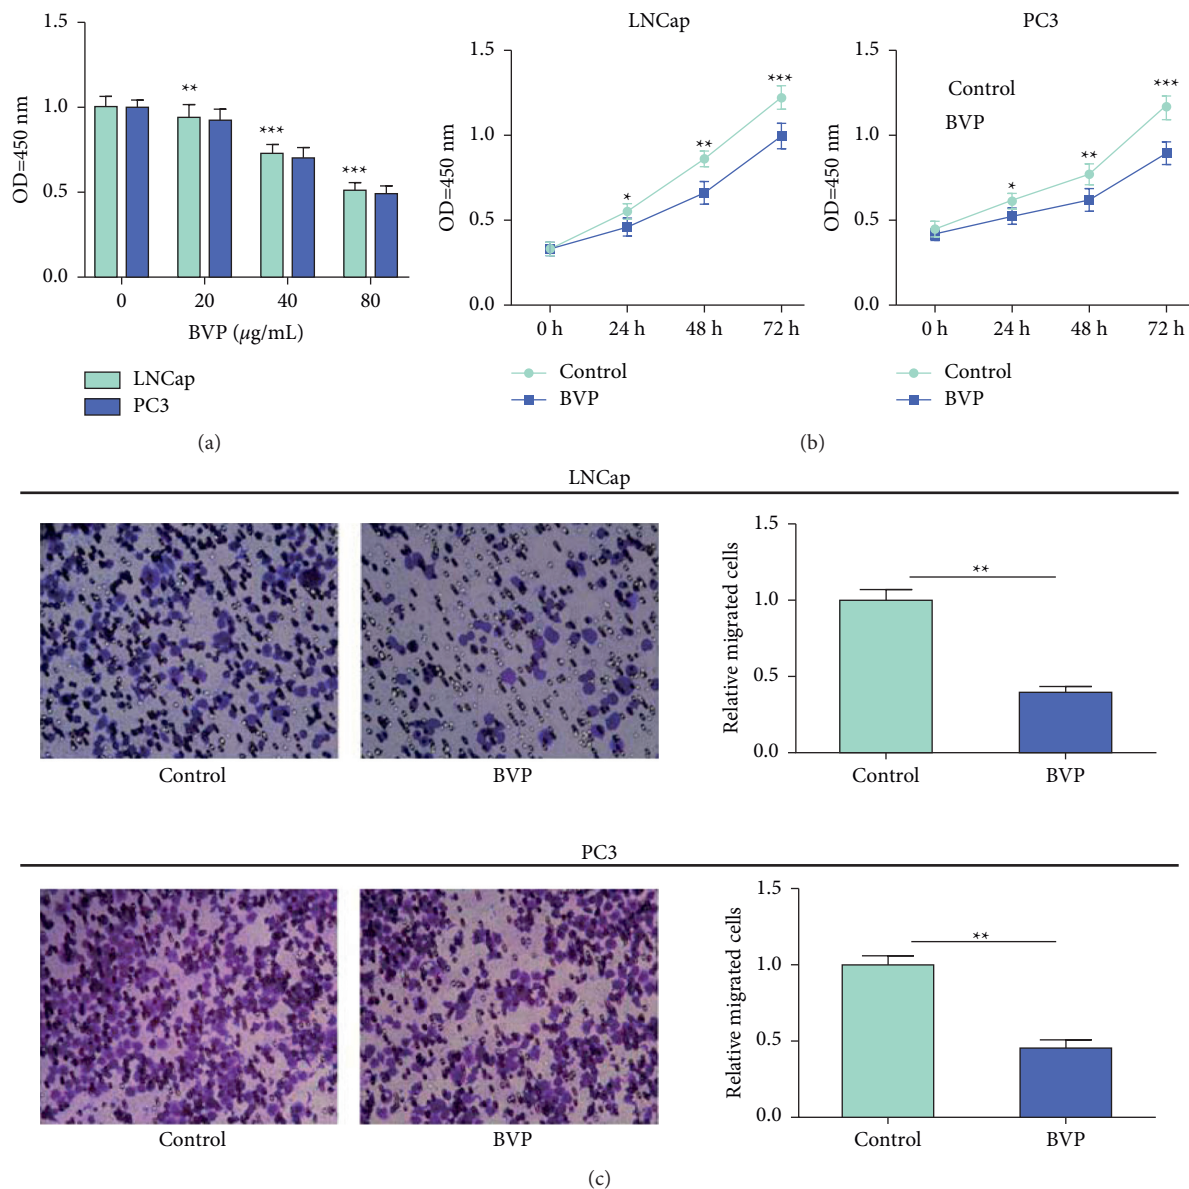 1.5
1.0
0.5
0.0
OD=450 nm
**
***
***
0 20 40 80
BVP (µg/mL)
LNCap
PC3
(a)
LNCap
1.5
1.0
0.5
0.0
OD=450 nm
*
**
***
0 h 24 h 48 h 72 h
Control
BVP
PC3
1.5
1.0
0.5
0.0
OD=450 nm
Control
BVP
*
**
***
0 h 24 h 48 h 72 h
Control
BVP
(b)
LNCap
Control
BVP
1.5
1.0
0.5
0.0
Relative migrated cells
**
Control BVP
PC3
Control
BVP
1.5
1.0
0.5
0.0
Relative migrated cells
**
Control BVP
(c)